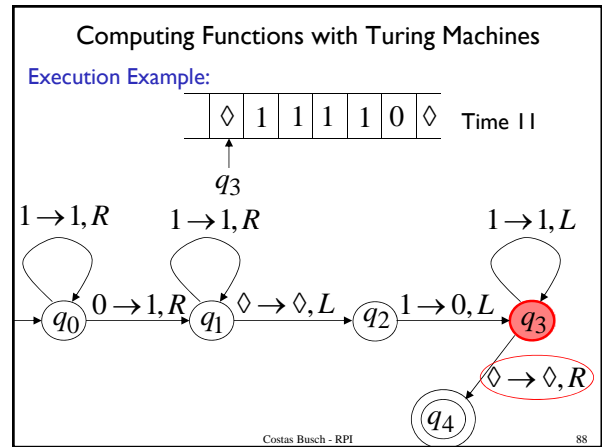 Computing Functions with Turing Machines
Execution Example:
◊ 1 1 1 1 0 ◊ Time 11
q3
1 → 1, R 1 → 1, R 1 → 1, L
q0 0 → 1, R q1 ◊ → ◊, L q2 1 → 0, L q3
◊ → ◊, R
q4
Costas Busch - RPI 88